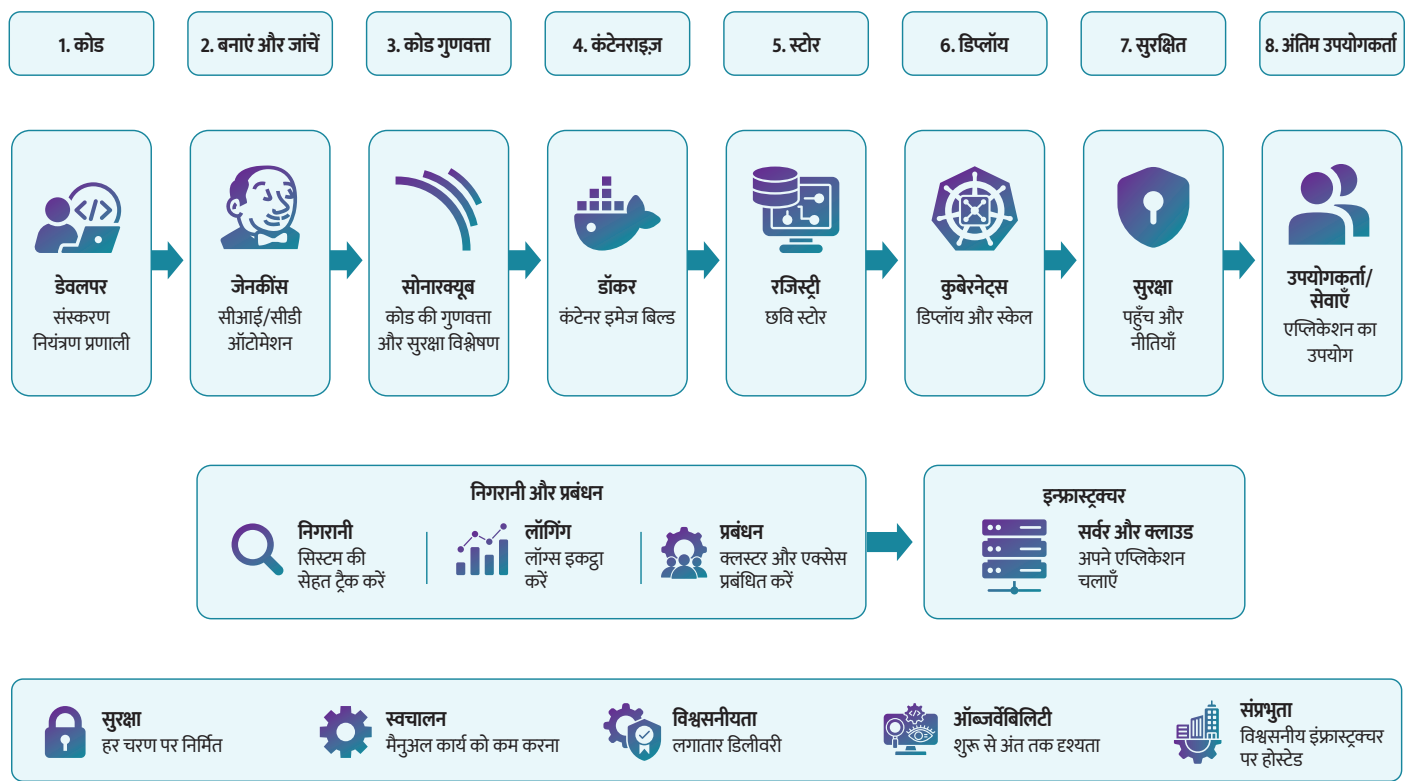 1. कोड
2. बनाएं और जांचें
3. कोड गुणवत्ता
4. कंटेनराइज़
5. स्टोर
6. डिप्लॉय
7. सुरक्षित
8. अंतिम उपयोगकर्ता
डेवलपर
संस्करण
नियंत्रण प्रणाली
जेनकींस
सीआई/सीडी
ऑटोमेशन
सोनारक्यूब
कोड की गुणवत्ता
और सुरक्षा विश्लेषण
डॉकर
कंटेनर इमेज बिल्ड
रजिस्ट्री
छवि स्टोर
कुबेरनेट्स
डिप्लॉय और स्केल
सुरक्षा
पहुँच और
नीतियाँ
उपयोगकर्ता/
सेवाएँ
एप्लिकेशन का
उपयोग
निगरानी और प्रबंधन
निगरानी
सिस्टम की
सेहत ट्रैक करें
लॉगिंग
लॉग्स इकट्ठा
करें
प्रबंधन
क्लस्टर और एक्सेस
प्रबंधित करें
इन्फ्रास्ट्रक्चर
सर्वर और क्लाउड
अपने एप्लिकेशन
चलाएँ
सुरक्षा
हर चरण पर निर्मित
स्वचालन
मैनुअल कार्य को कम करना
विश्वसनीयता
लगातार डिलीवरी
ऑब्जर्वेबिलिटी
शुरू से अंत तक दृश्यता
संप्रभुता
विश्वसनीय इंफ्रास्ट्रक्चर
पर होस्टेड